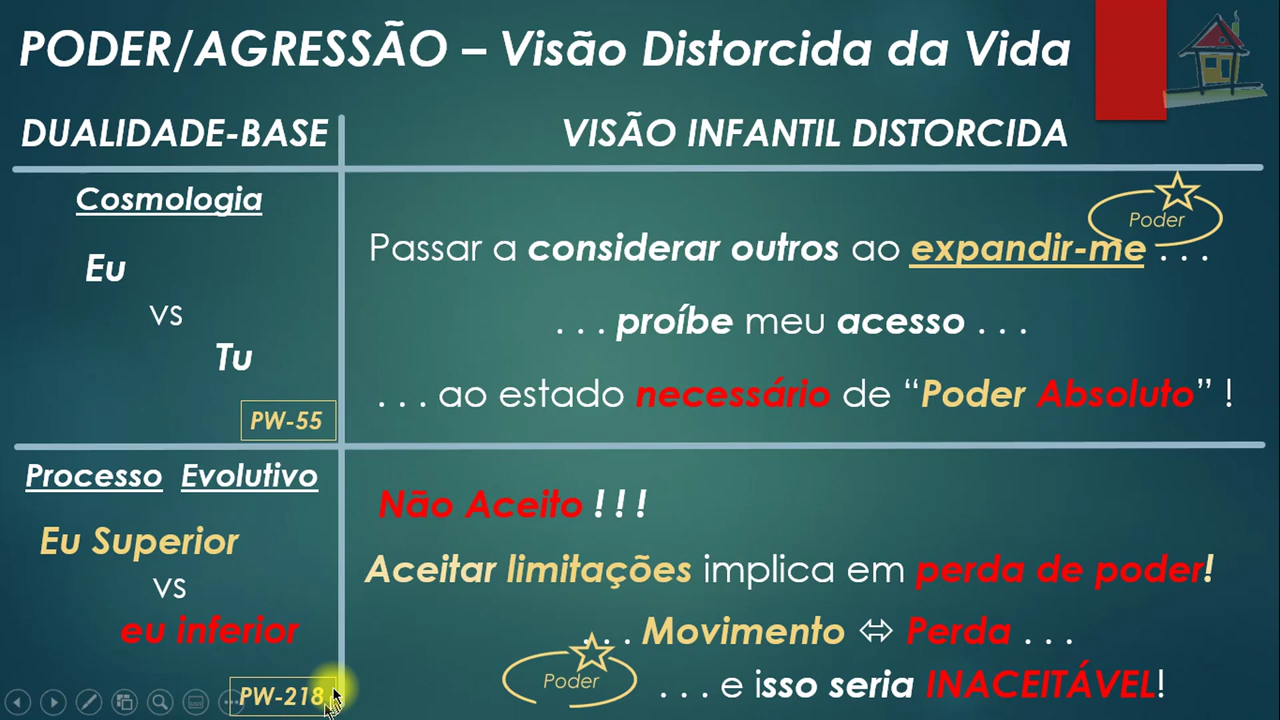 PODER/AGRESSÃO – Visão Distorcida da Vida
DUALIDADE-BASE
VISÃO INFANTIL DISTORCIDA
Cosmologia
Eu
vs
Tu
PW-55
Poder
Passar a considerar outros ao expandir-me . . .
. . . proíbe meu acesso . . .
. . . ao estado necessário de “Poder Absoluto” !
Processo Evolutivo
Eu Superior
vs
eu inferior
PW-218
Não Aceito ! ! !
Aceitar limitações implica em perda de poder!
. . . Movimento ⬄ Perda . . .
Poder
. . . e isso seria INACEITÁVEL!